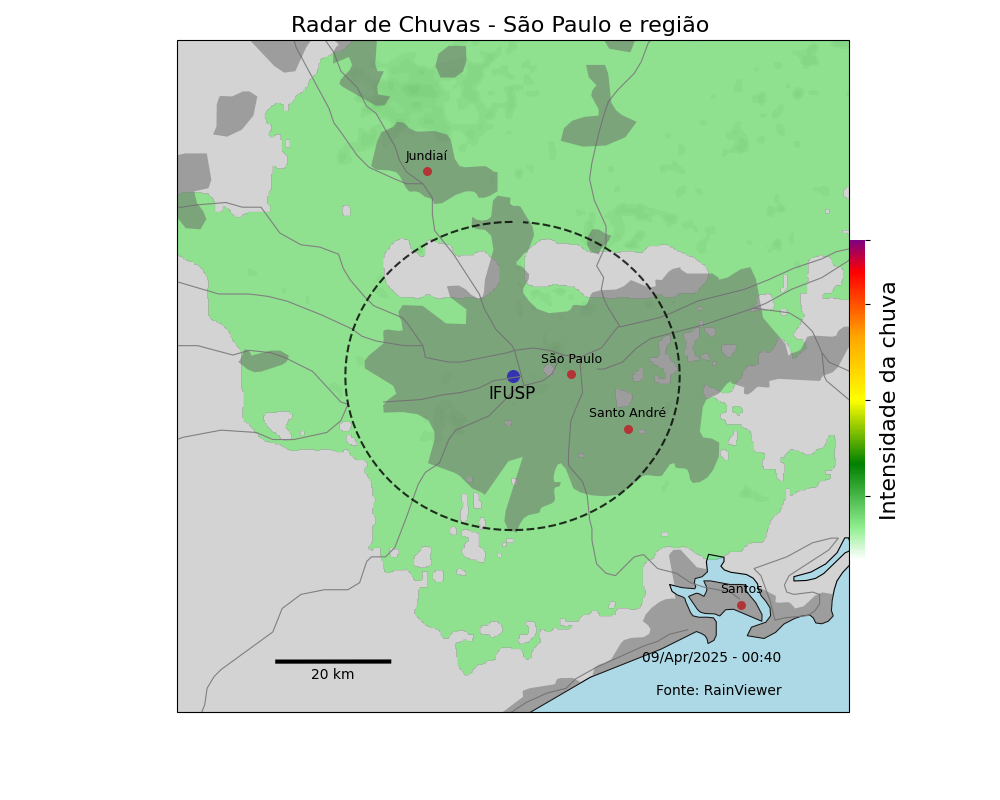 Radar de Chuvas - São Paulo e região
Jundiaí
São Paulo
IFUSP
Santo André
Santos
20 km
09/Apr/2025 - 00:40
Fonte: RainViewer
Intensidade da chuva